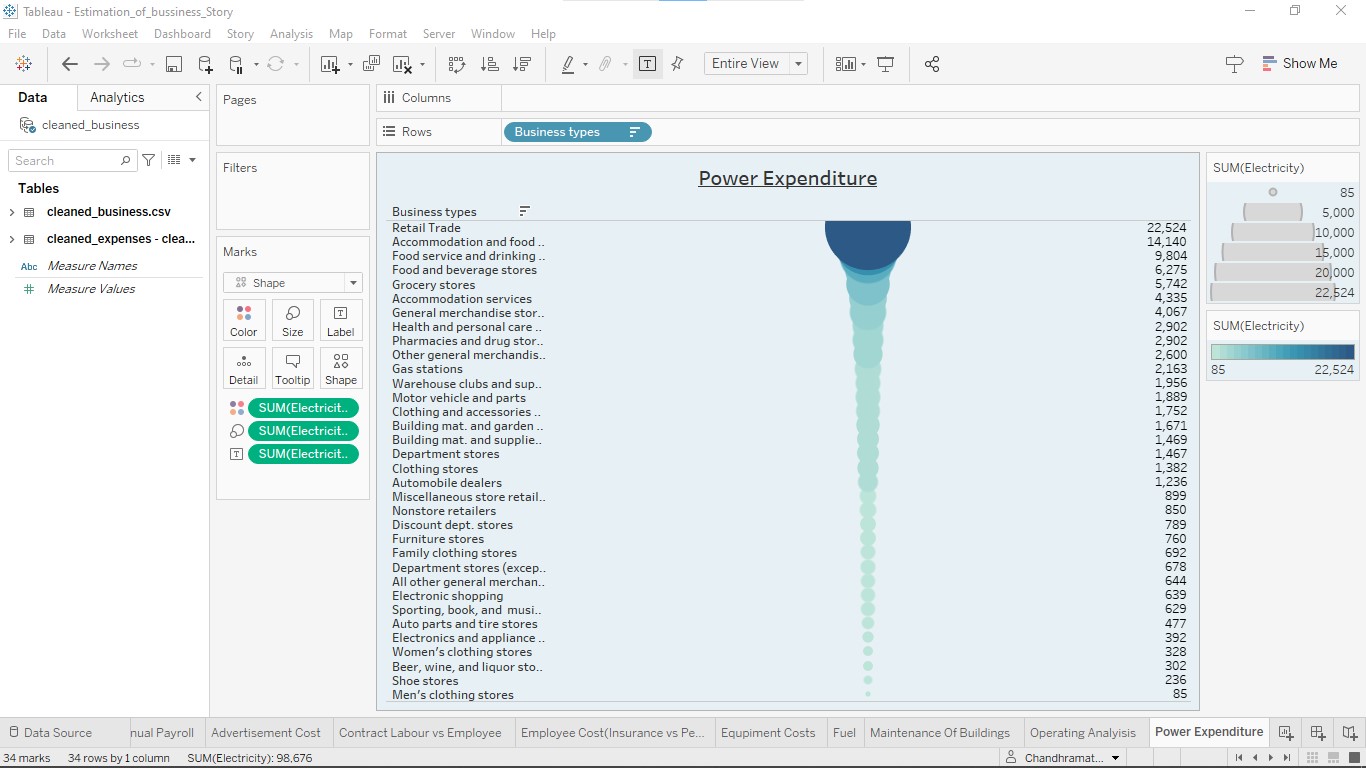 Tableau - Estimation_of_bussiness_Story
File Data Worksheet Dashboard Story Analysis Map Format Server Window Help
Entire View Show Me
Data Analytics
cleaned_business
Search
Tables
cleaned_business.csv
cleaned_expenses - clea...
Abc Measure Names
# Measure Values
Pages
Filters
Marks
Shape
Color Size Label
Detail Tooltip Shape
SUM(Electricit..
SUM(Electricit..
SUM(Electricit..
Columns
Rows Business types
Power Expenditure
Business types
Retail Trade 22,524
Accommodation and food .. 14,140
Food service and drinking .. 9,804
Food and beverage stores 6,275
Grocery stores 5,742
Accommodation services 4,335
General merchandise stor.. 4,067
Health and personal care .. 2,902
Pharmacies and drug stor.. 2,902
Other general merchandis.. 2,600
Gas stations 2,163
Warehouse clubs and sup.. 1,956
Motor vehicle and parts 1,889
Clothing and accessories .. 1,752
Building mat. and garden .. 1,671
Building mat. and supplie.. 1,469
Department stores 1,467
Clothing stores 1,382
Automobile dealers 1,236
Miscellaneous store retail.. 899
Nonstore retailers 850
Discount dept. stores 789
Furniture stores 760
Family clothing stores 692
Department stores (excep.. 678
All other general merchan.. 644
Electronic shopping 639
Sporting, book, and musi.. 629
Auto parts and tire stores 477
Electronics and appliance .. 392
Women's clothing stores 328
Beer, wine, and liquor sto.. 302
Shoe stores 236
Men's clothing stores 85
SUM(Electricity)
85
5,000
10,000
15,000
20,000
22,524
SUM(Electricity)
85 22,524
Data Source nual Payroll Advertisement Cost Contract Labour vs Employee Employee Cost(Insurance vs Pe... Equpiment Costs Fuel Maintenance Of Buildings Operating Analyisis Power Expenditure
34 marks 34 rows by 1 column SUM(Electricity): 98,676 Chandhramat...